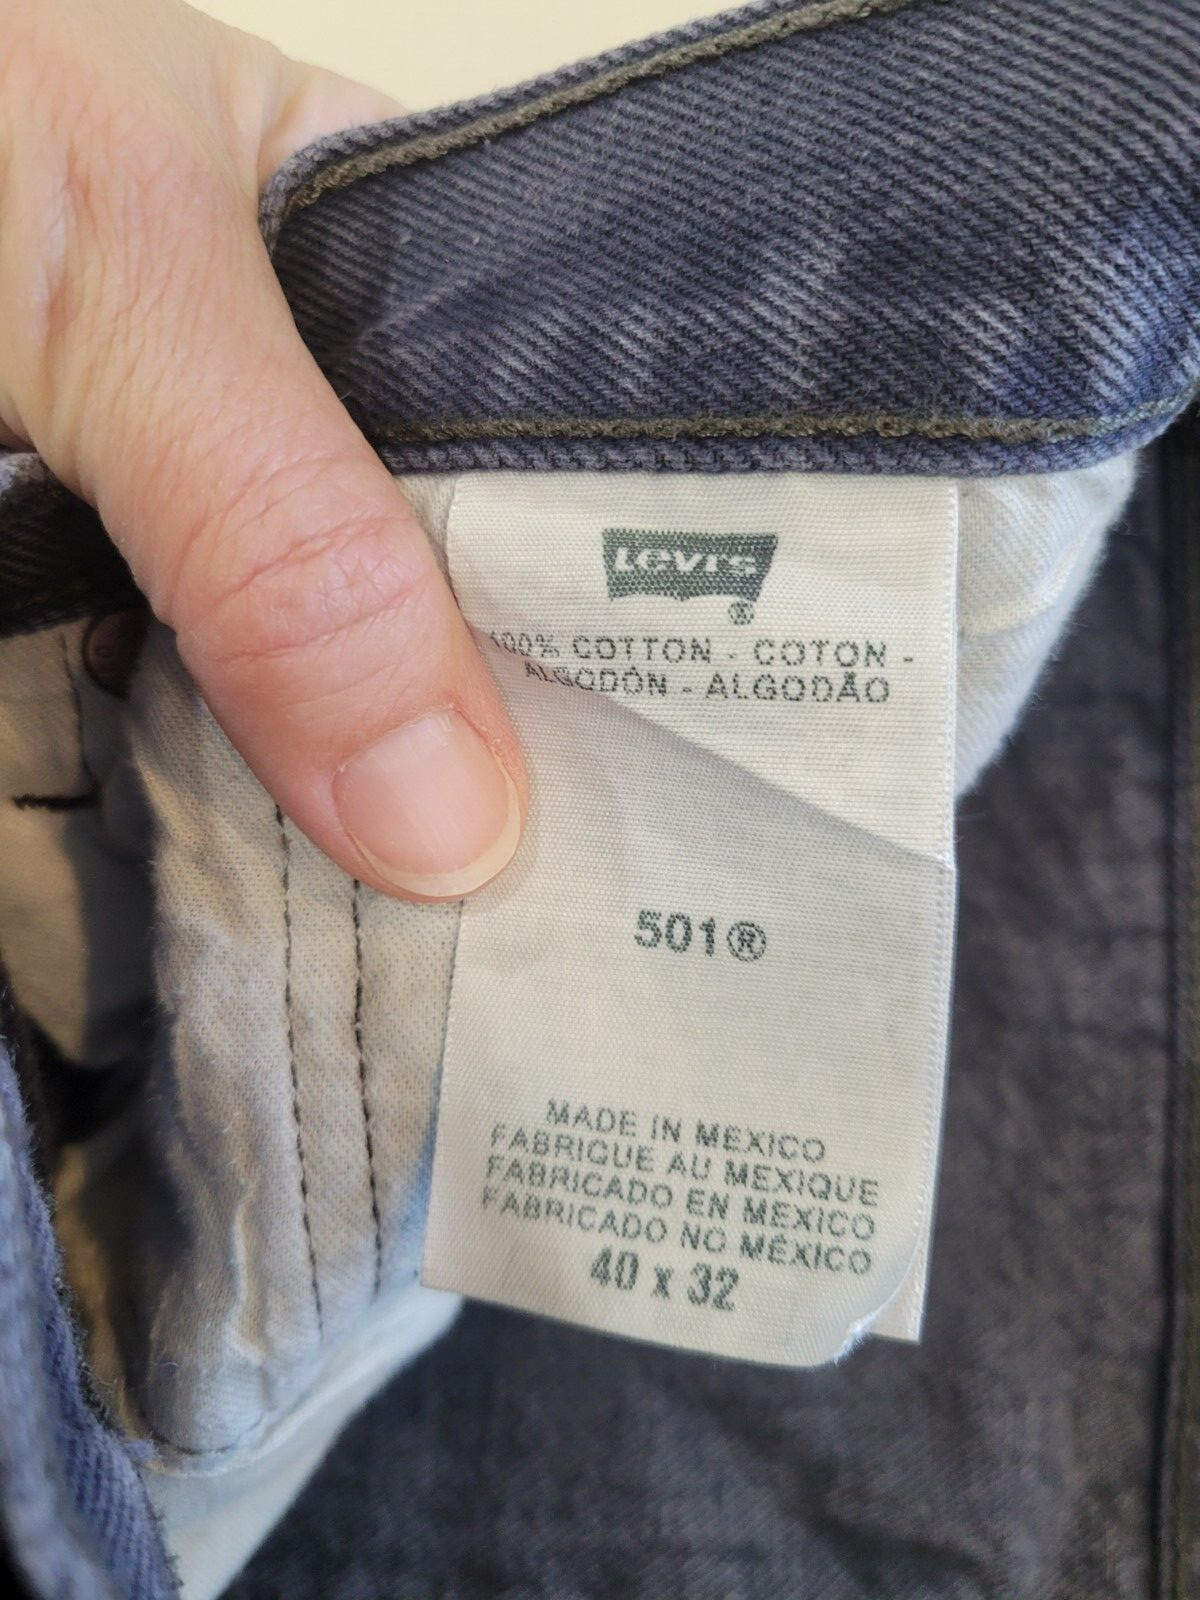 Levi's
®
100% COTTON - COTON -
ALGODÓN - ALGODÃO
501®
MADE IN MEXICO
FABRIQUE AU MEXIQUE
FABRICADO EN MEXICO
FABRICADO NO MÉXICO
40 x 32